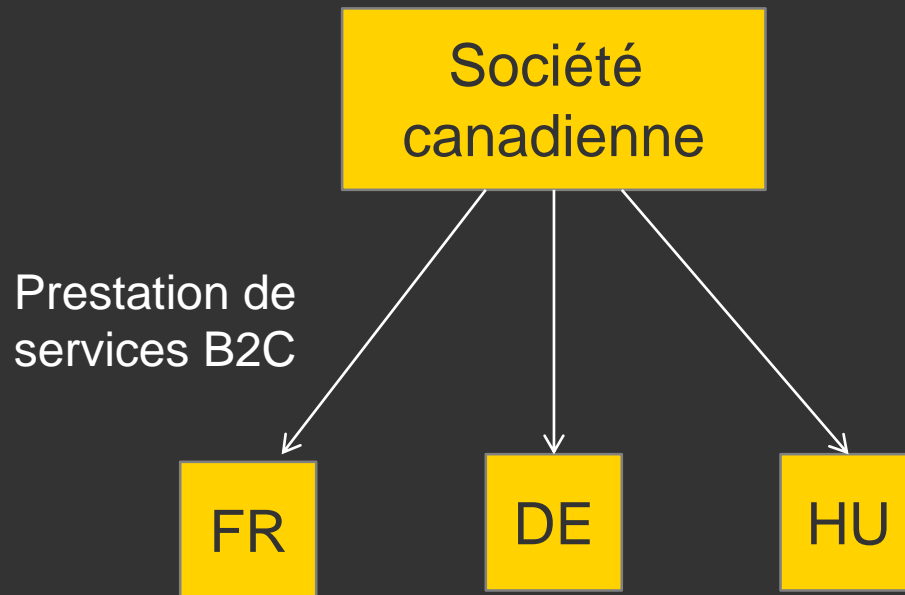 Société
canadienne
Prestation de
services B2C
FR
DE
HU